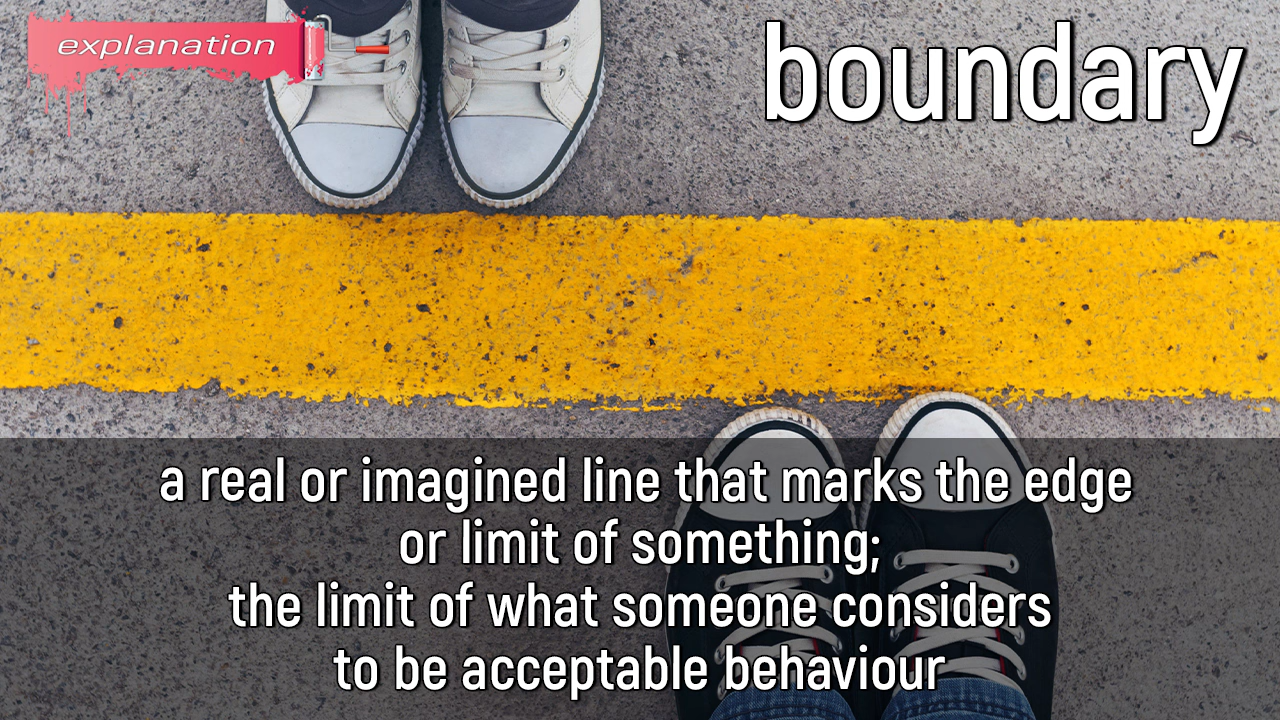 explanation
boundary
a real or imagined line that marks the edge
or limit of something;
the limit of what someone considers
to be acceptable behaviour